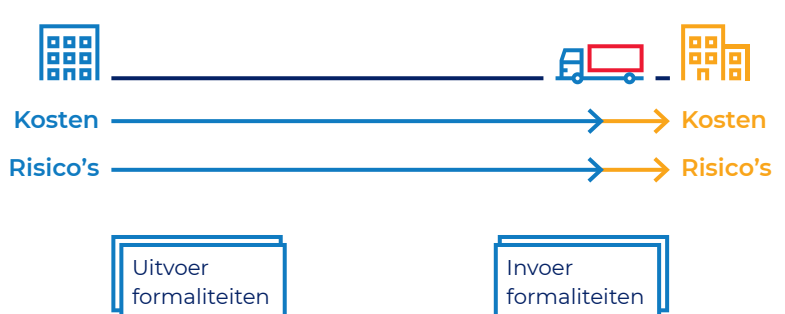 Kosten
Kosten
Risico’s
Risico’s
Uitvoer
formaliteiten
Invoer
formaliteiten